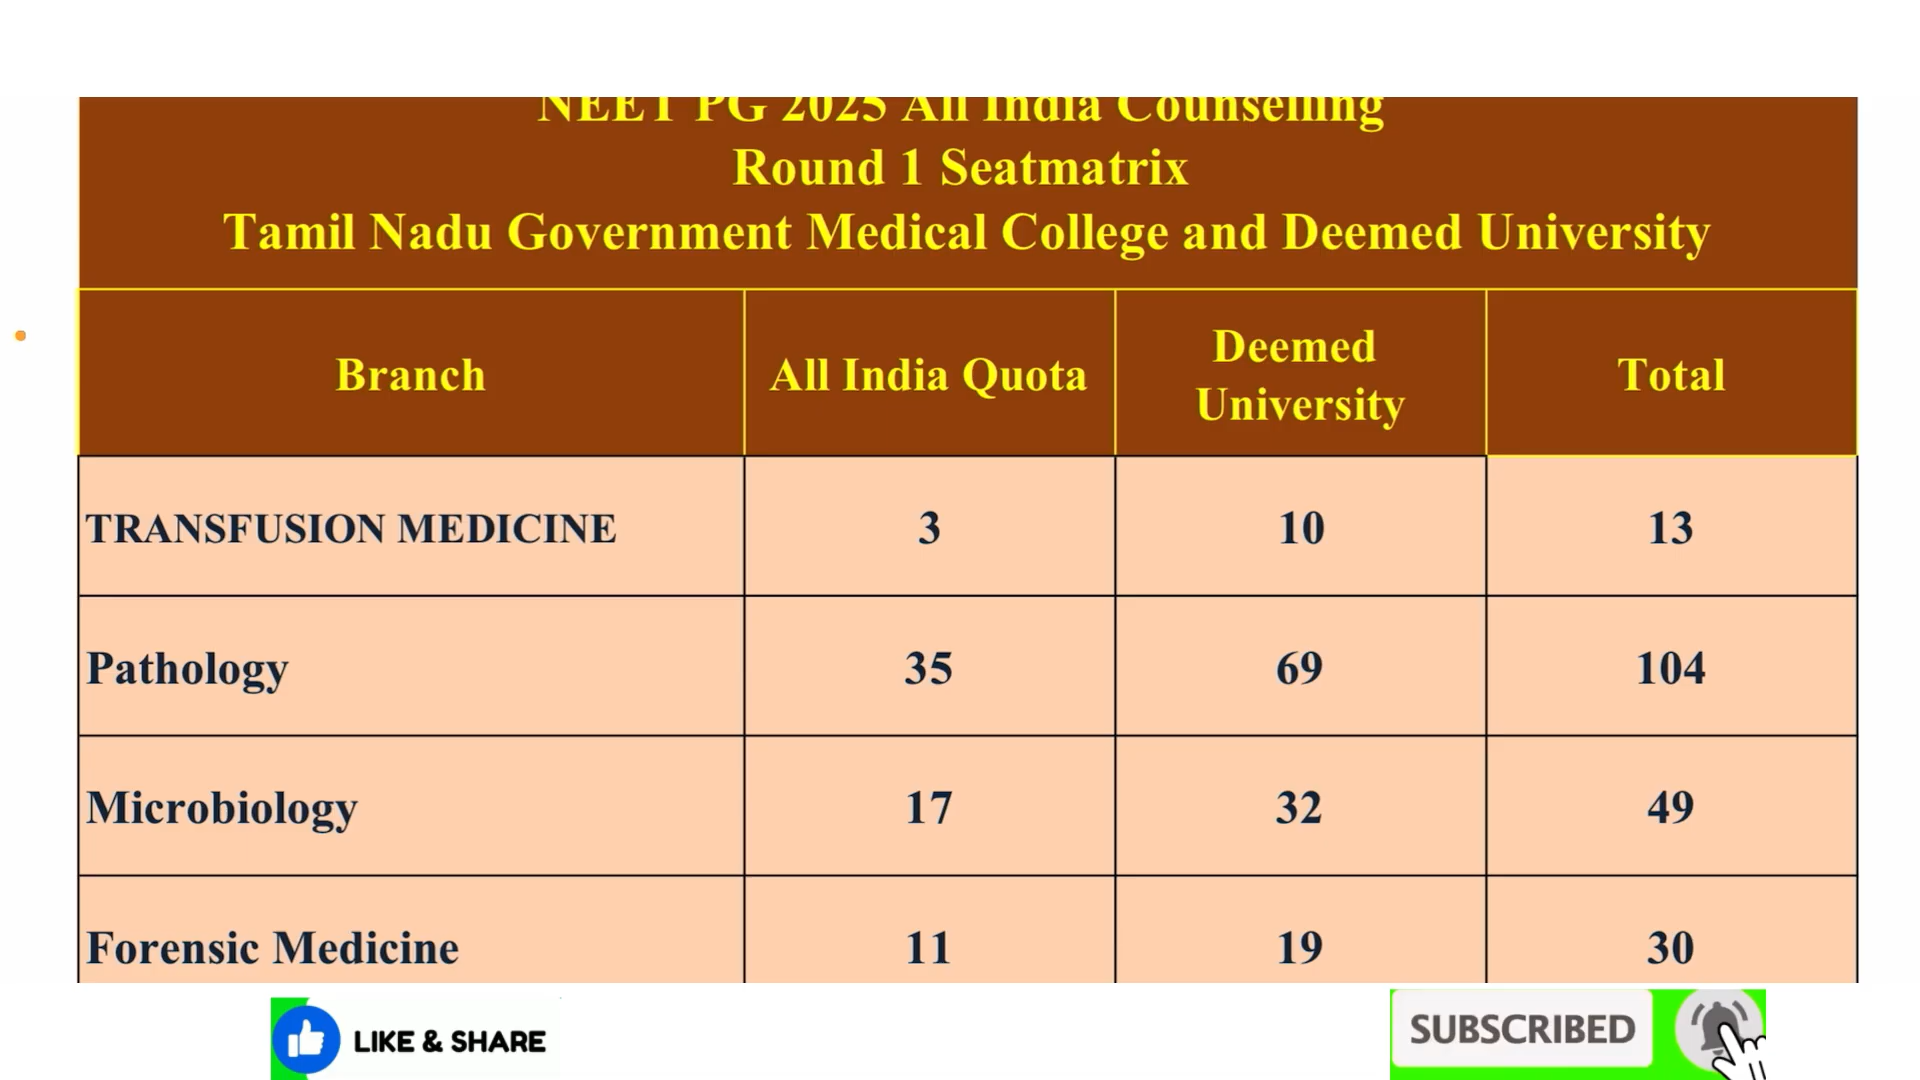 NEET PG 2025 All India Counselling
Round 1 Seatmatrix
Tamil Nadu Government Medical College and Deemed University
Branch All India Quota Deemed University Total
TRANSFUSION MEDICINE 3 10 13
Pathology 35 69 104
Microbiology 17 32 49
Forensic Medicine 11 19 30
LIKE & SHARE
SUBSCRIBED